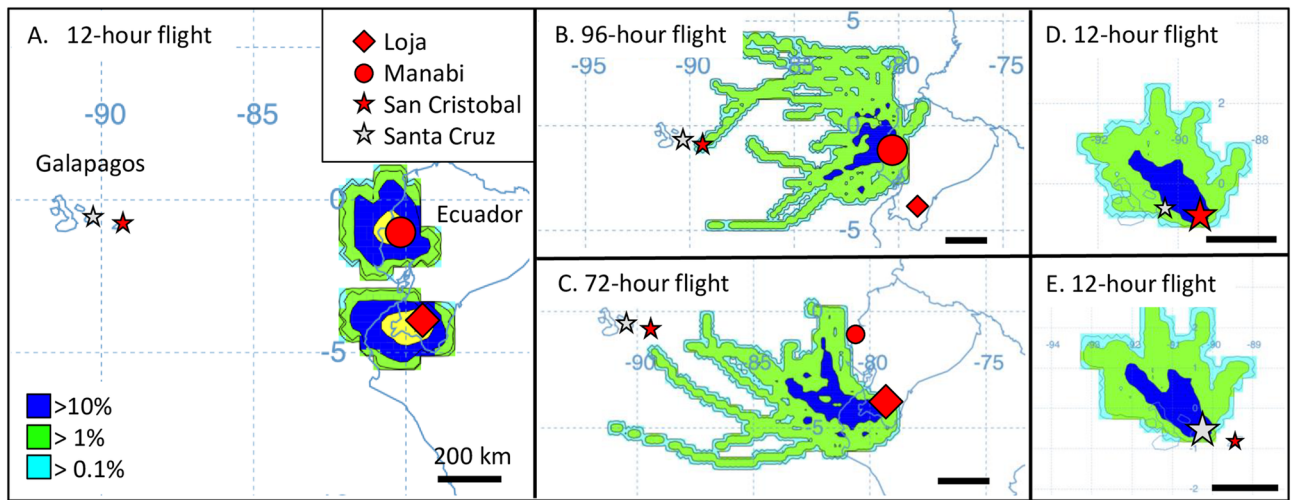 A. 12-hour flight
Loja
Manabi
San Cristobal
Santa Cruz
-90
-85
Galapagos
0
Ecuador
-5
>10%
> 1%
> 0.1%
200 km
B. 96-hour flight
5
-95
-90
-85
-80
-75
0
-5
C. 72-hour flight
0
-90
-85
-80
-75
-5
D. 12-hour flight
2
-92
-90
-88
0
E. 12-hour flight
-94
-92
-90
-89
2
1
0
-1
-2